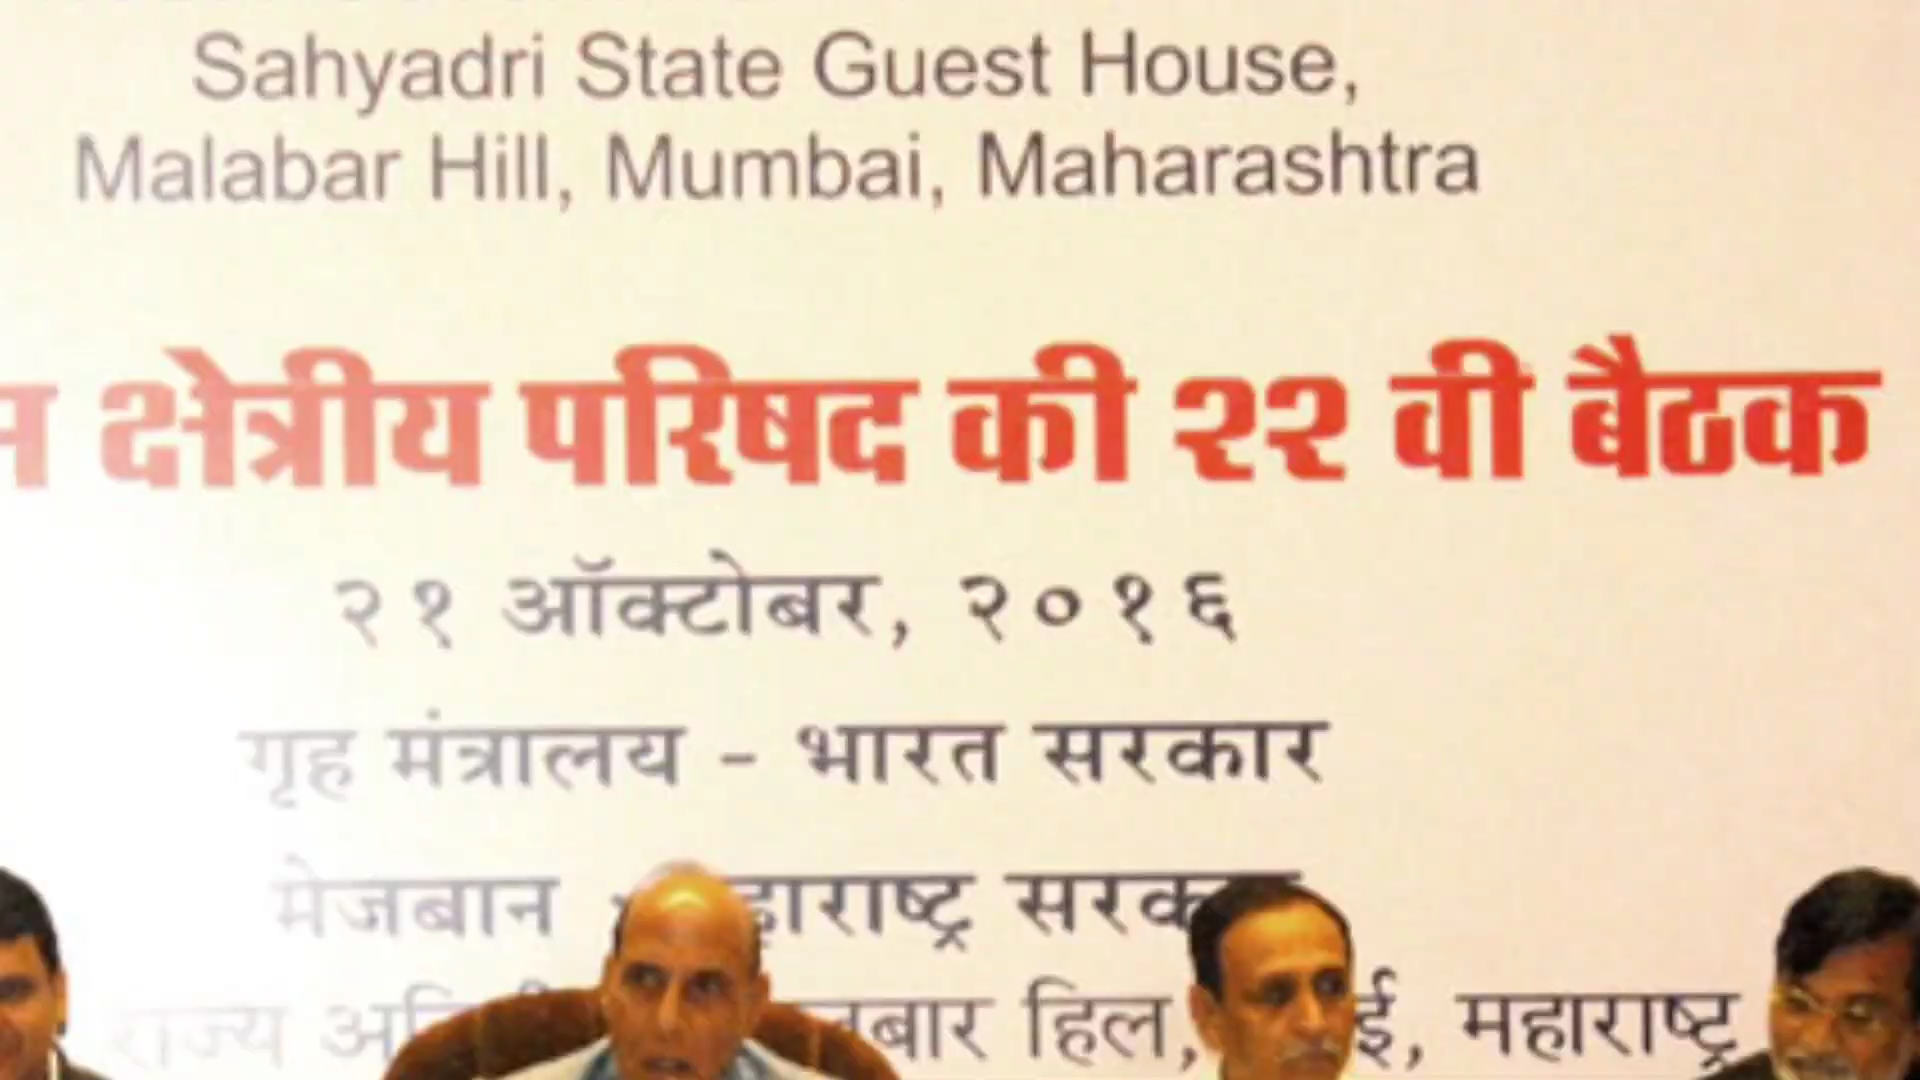 Sahyadri State Guest House,
Malabar Hill, Mumbai, Maharashtra
क्षेत्रीय परिषद की २२ वी बैठक
२१ ऑक्टोबर, २०१६
गृह मंत्रालय - भारत सरकार
मेजबान
राज्य हिल, महाराष्ट्र